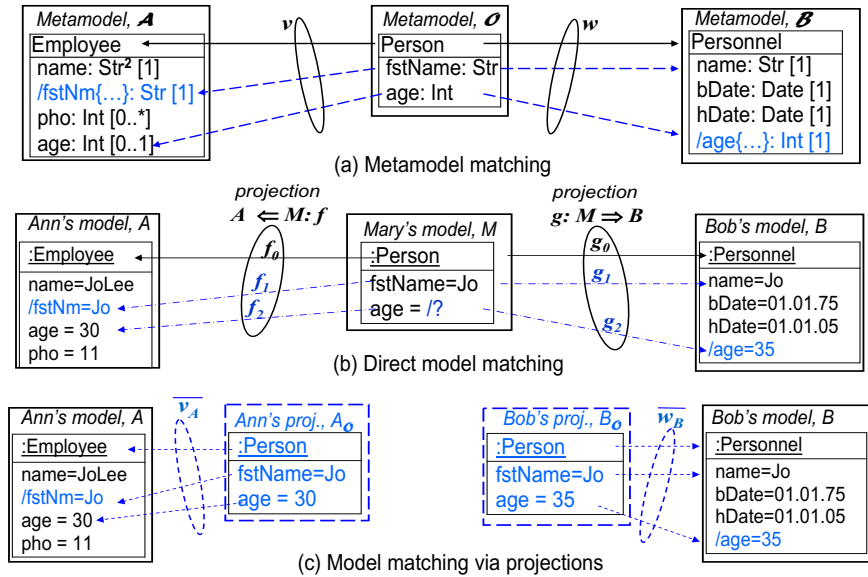 Metamodel, A
Employee
name: Str² [1]
/fstNm{…}: Str [1]
pho: Int [0..*]
age: Int [0..1]
v
Metamodel, O
Person
fstName: Str
age: Int
w
Metamodel, B
Personnel
name: Str [1]
bDate: Date [1]
hDate: Date [1]
/age{…}: Int [1]
(a) Metamodel matching
Ann's model, A
:Employee
name=JoLee
/fstNm=Jo
age = 30
pho = 11
projection
A ⇐ M: f
f₀
f₁
f₂
Mary's model, M
:Person
fstName=Jo
age = /?
projection
g: M ⇒ B
g₀
g₁
g₂
Bob's model, B
:Personnel
name=Jo
bDate=01.01.75
hDate=01.01.05
/age=35
(b) Direct model matching
Ann's model, A
:Employee
name=JoLee
/fstNm=Jo
age = 30
pho = 11
v̅_A̅
Ann's proj., A_O
:Person
fstName=Jo
age = 30
Bob's proj., B_O
:Person
fstName=Jo
age = 35
w̅_B̅
Bob's model, B
:Personnel
name=Jo
bDate=01.01.75
hDate=01.01.05
/age=35
(c) Model matching via projections